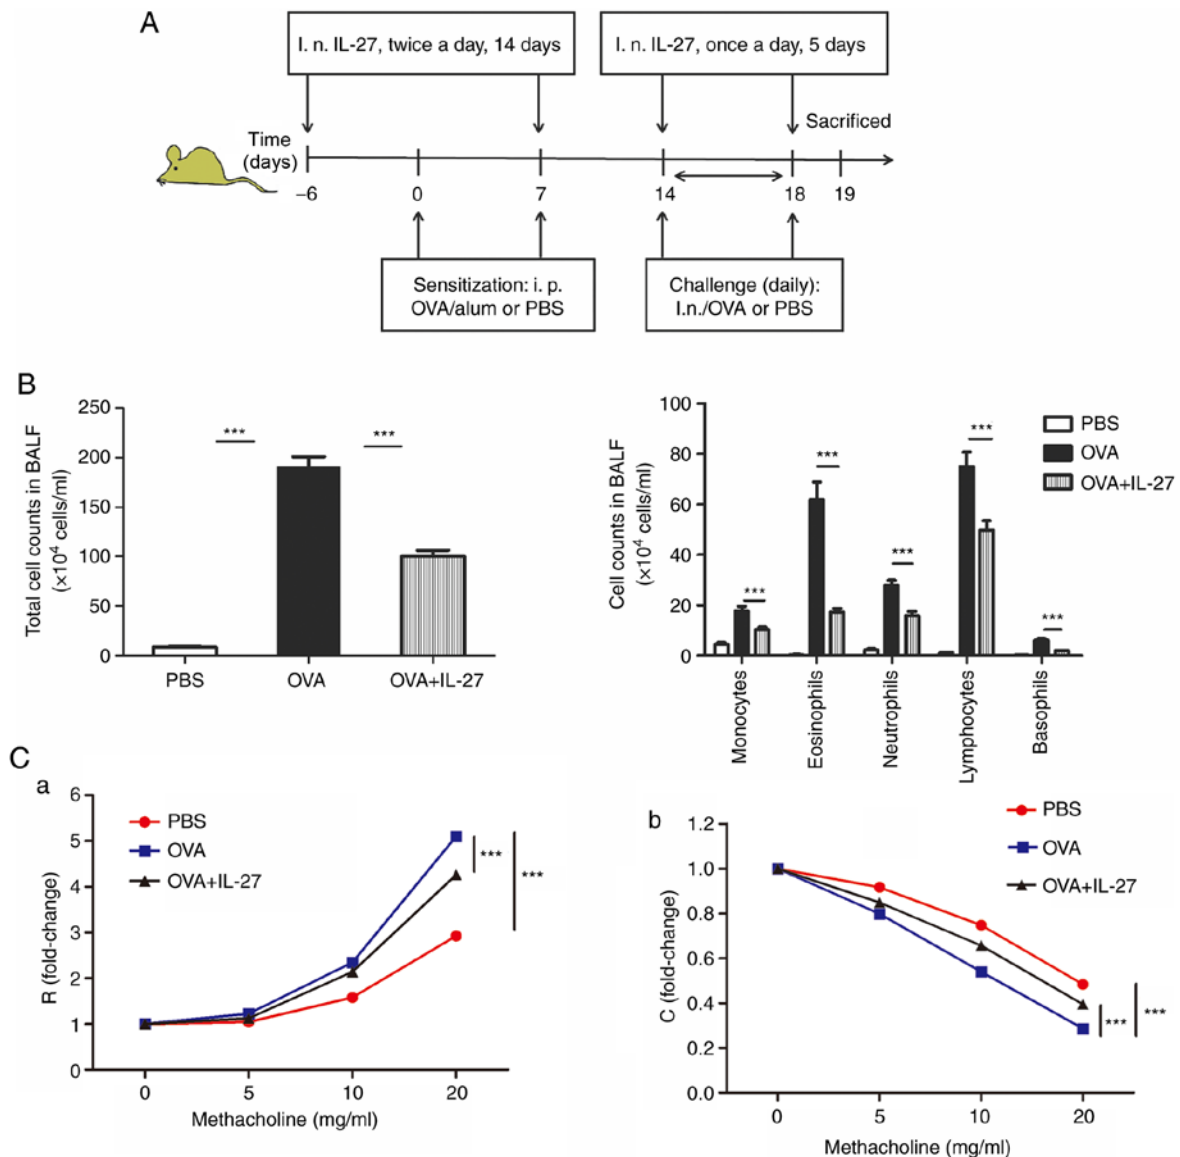 A
I. n. IL-27, twice a day, 14 days
I. n. IL-27, once a day, 5 days
Sacrificed
Time
(days)
–6
0
7
14
18
19
Sensitization: i. p.
OVA/alum or PBS
Challenge (daily):
I.n./OVA or PBS
B
Total cell counts in BALF
(×10⁴ cells/ml)
250
200
150
100
50
0
***
***
PBS
OVA
OVA+IL-27
Cell counts in BALF
(×10⁴ cells/ml)
100
80
60
40
20
0
***
***
***
***
***
PBS
OVA
OVA+IL-27
Monocytes
Eosinophils
Neutrophils
Lymphocytes
Basophils
C
a
R (fold-change)
6
5
4
3
2
1
0
PBS
OVA
OVA+IL-27
***
***
0
5
10
20
Methacholine (mg/ml)
b
C (fold-change)
1.2
1.0
0.8
0.6
0.4
0.2
0.0
PBS
OVA
OVA+IL-27
***
***
0
5
10
20
Methacholine (mg/ml)